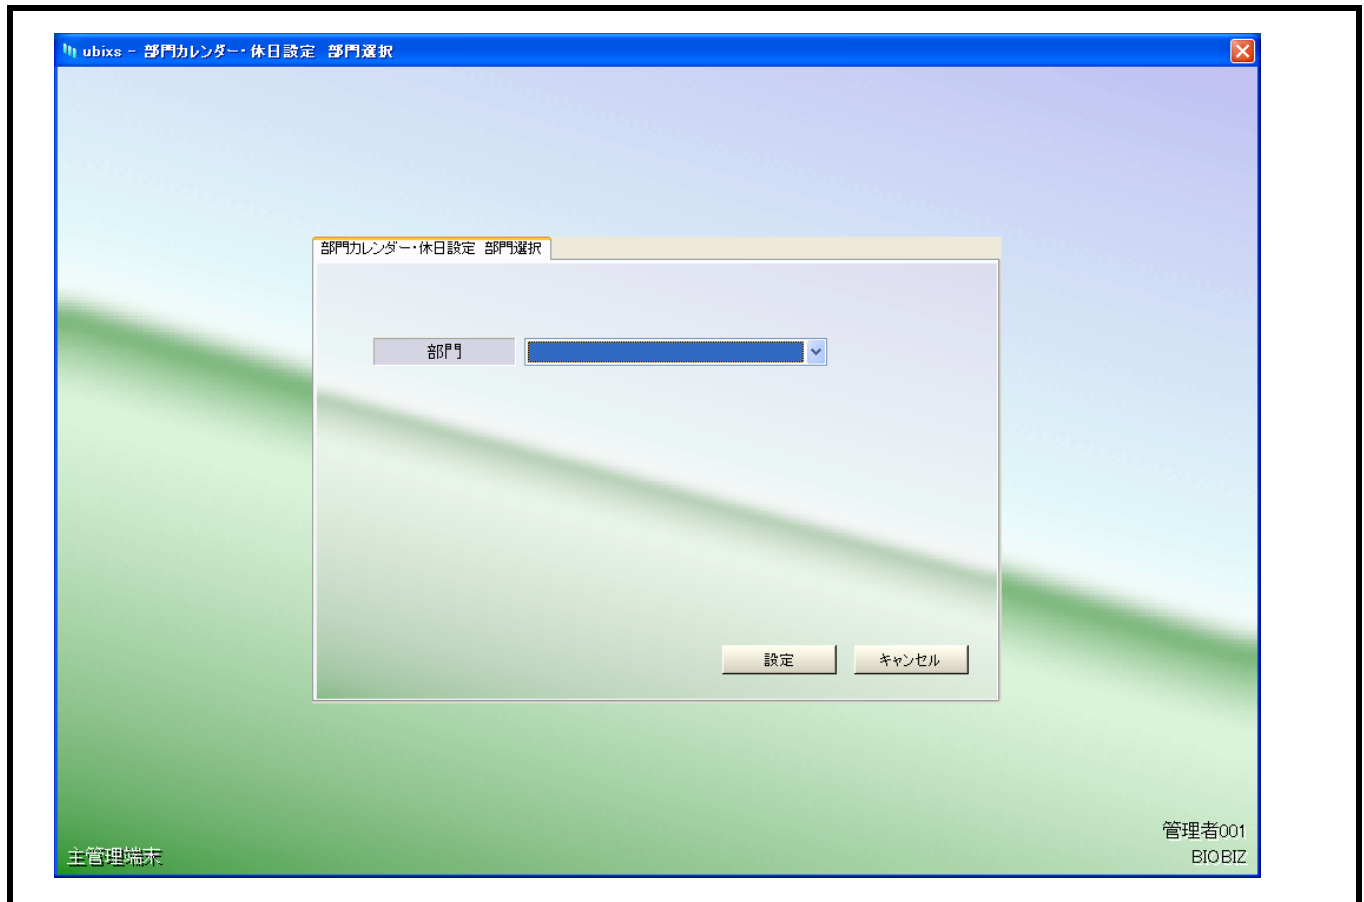 ubixs - 部門カレンダー・休日設定 部門選択
部門カレンダー・休日設定 部門選択
部門
設定
キャンセル
管理者001
主管理端末
BIOBIZ